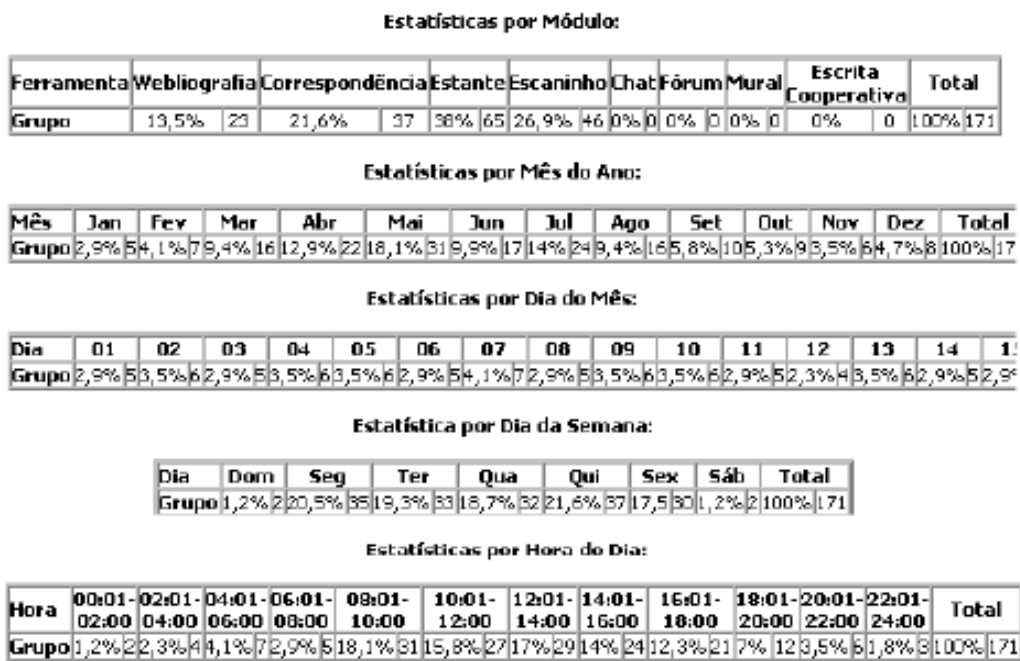 Estatísticas por Módulo:
Ferramenta Webliografia Correspondência Estante Escaninho Chat Fórum Mural Escrita Cooperativa Total
Grupo 13,5% 23 21,6% 37 38% 65 26,9% 46 0% 0 0% 0 0% 0 0% 0 100% 171
Estatísticas por Mês do Ano:
Mês Jan Fev Mar Abr Mai Jun Jul Ago Set Out Nov Dez Total
Grupo 2,9% 5 4,1% 7 9,4% 16 12,9% 22 18,1% 31 9,9% 17 14% 24 9,4% 16 5,8% 10 5,3% 9 3,5% 6 4,7% 8 100% 17
Estatísticas por Dia do Mês:
Dia 01 02 03 04 05 06 07 08 09 10 11 12 13 14
Grupo 2,9% 5 3,5% 6 2,9% 5 3,5% 6 3,5% 6 2,9% 5 4,1% 7 2,9% 5 3,5% 6 3,5% 6 2,9% 5 2,3% 4 3,5% 6 2,9% 5 2,9
Estatística por Dia da Semana:
Dia Dom Seg Ter Qua Qui Sex Sáb Total
Grupo 1,2% 2 20,5% 35 19,3% 33 18,7% 32 21,6% 37 17,5 30 1,2% 2 100% 171
Estatísticas por Hora do Dia:
Hora 00:01-02:00 02:01-04:00 04:01-06:00 06:01-08:00 08:01-10:00 10:01-12:00 12:01-14:00 14:01-16:00 16:01-18:00 18:01-20:00 20:01-22:00 22:01-24:00 Total
Grupo 1,2% 2 2,3% 4 4,1% 7 2,9% 5 18,1% 31 15,8% 27 17% 29 14% 24 12,3% 21 7% 12 3,5% 6 1,8% 3 100% 171